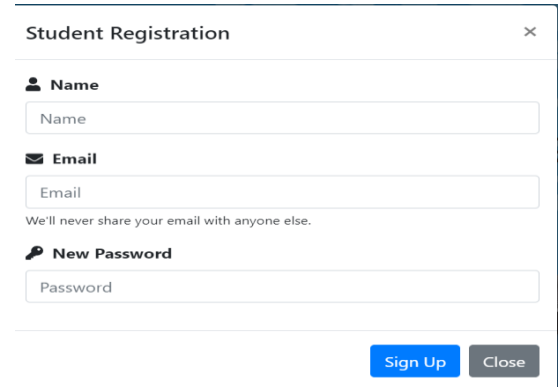 Student Registration ×
Name
Name
Email
Email
We'll never share your email with anyone else.
New Password
Password
Sign Up Close